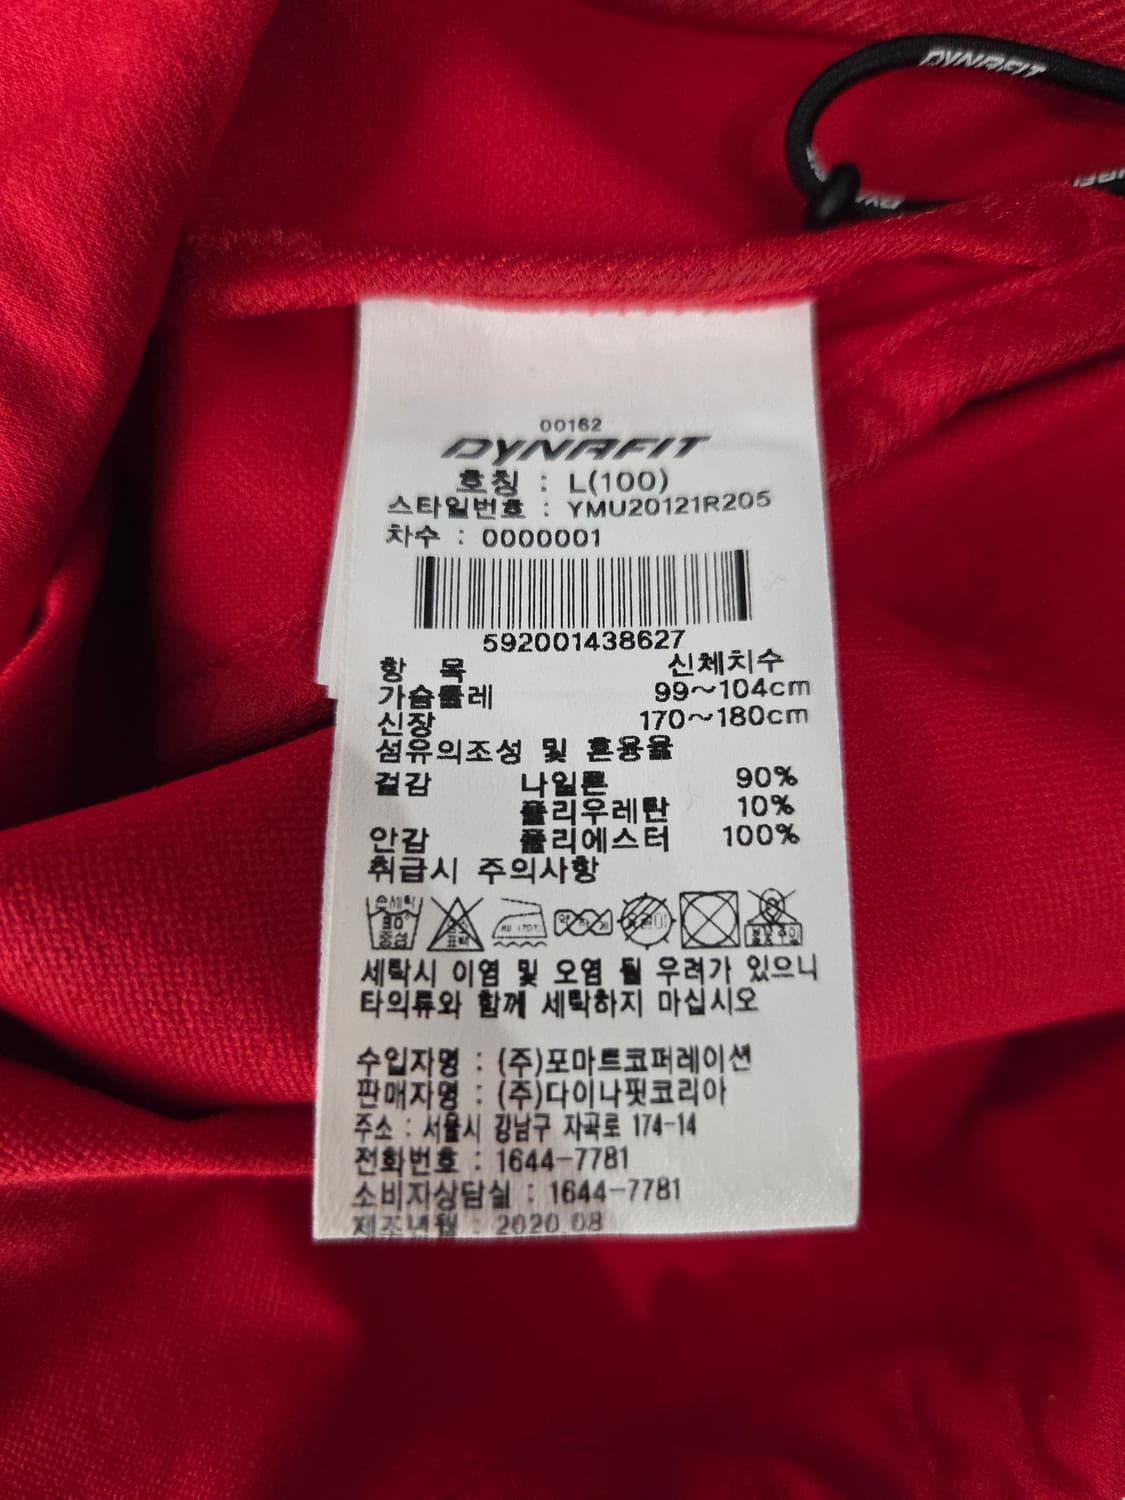 DYNAFIT
00162
DYNAFIT
호칭 : L(100)
스타일번호 : YMU20121R205
차수 : 0000001
592001438627
항 목 신체치수
가슴둘레 99~104cm
신장 170~180cm
섬유의조성 및 혼용율
겉감 나일론 90%
폴리우레탄 10%
안감 폴리에스터 100%
취급시 주의사항
손세탁 30° 중성
세탁시 이염 및 오염 될 우려가 있으니
타의류와 함께 세탁하지 마십시오
수입자명 : (주)포마트코퍼레이션
판매자명 : (주)다이나핏코리아
주소 : 서울시 강남구 자곡로 174-14
전화번호 : 1644-7781
소비자상담실 : 1644-7781
제조년월 : 2020.08